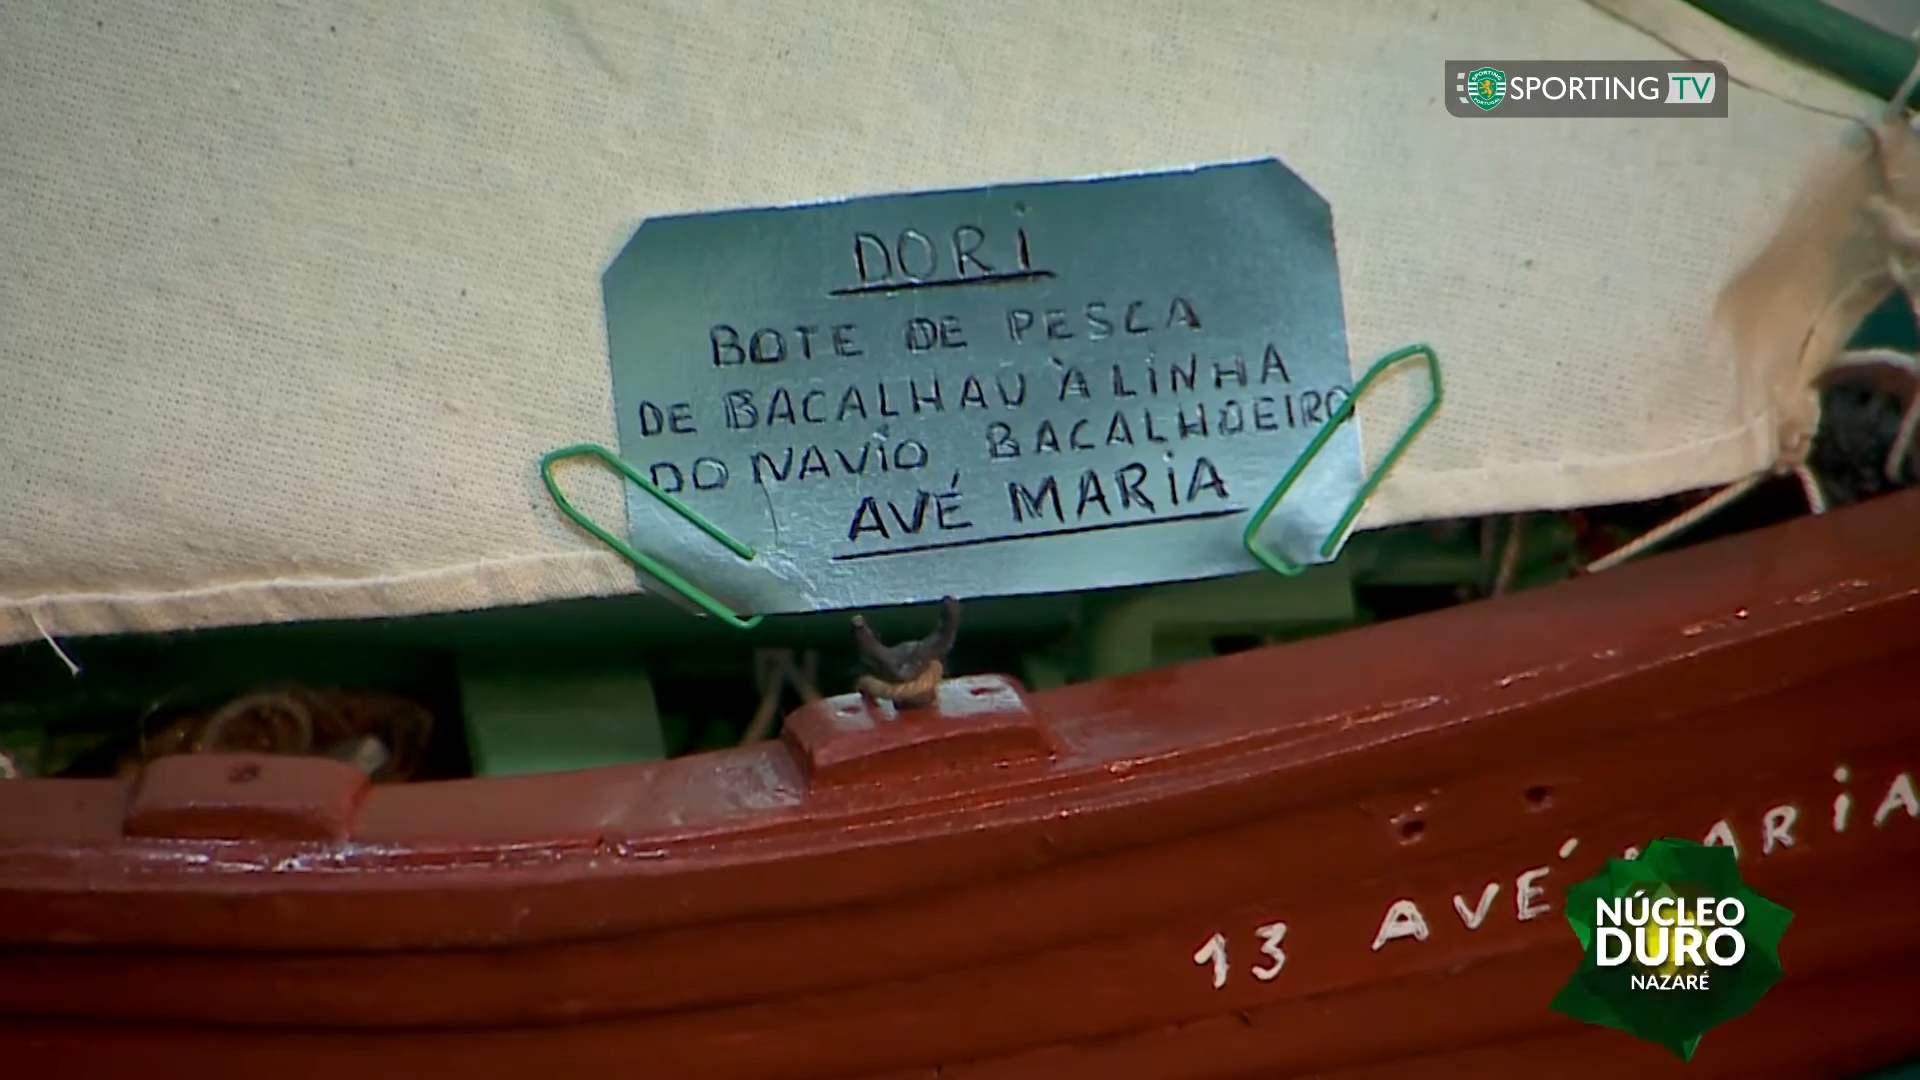 SPORTING TV
DORi
BOTE DE PESCA
DE BACALHAU À LiNHA
DO NAViO BACALHOEIRO
AVÉ MARiA
13 AVÉ MARiA
NÚCLEO
DURO
NAZARÉ